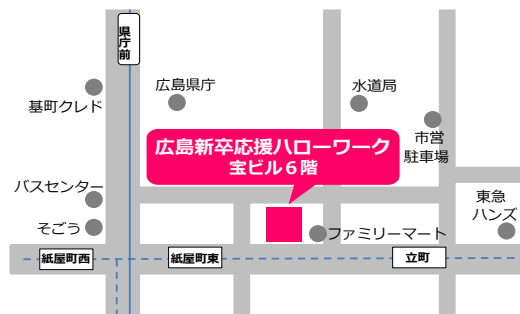 県庁前
広島県庁
水道局
基町クレド
市営
駐車場
広島新卒応援ハローワーク
宝ビル６階
バスセンター
東急
ハンズ
そごう
ファミリーマート
紙屋町西
紙屋町東
立町